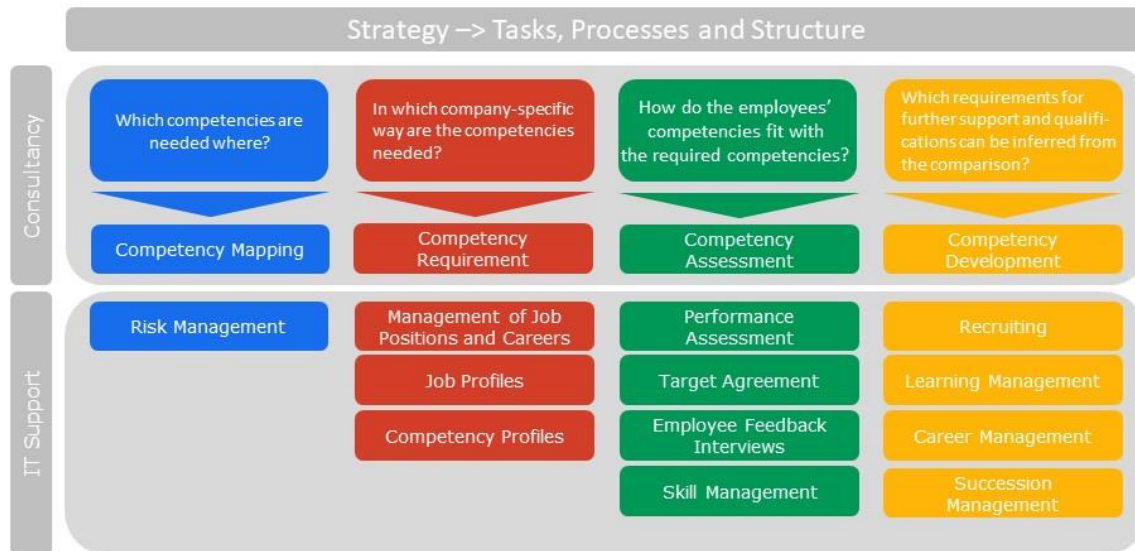 Strategy –> Tasks, Processes and Structure
Consultancy
Which competencies are
needed where?
In which company-specific
way are the competencies
needed?
How do the employees’
competencies fit with
the required competencies?
Which requirements for
further support and qualifi-
cations can be inferred from
the comparison?
Competency Mapping
Competency
Requirement
Competency
Assessment
Competency
Development
IT Support
Risk Management
Management of Job
Positions and Careers
Job Profiles
Competency Profiles
Performance
Assessment
Target Agreement
Employee Feedback
Interviews
Skill Management
Recruiting
Learning Management
Career Management
Succession
Management